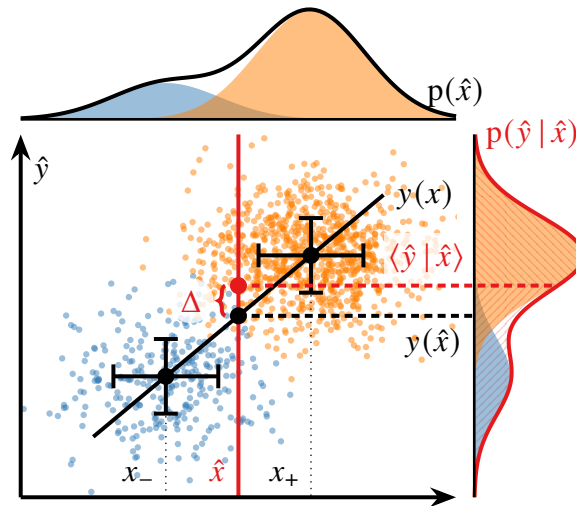 p(x̂)
p(ŷ | x̂)
ŷ
y(x)
⟨ŷ | x̂⟩
Δ
y(x̂)
x₋
x̂
x₊